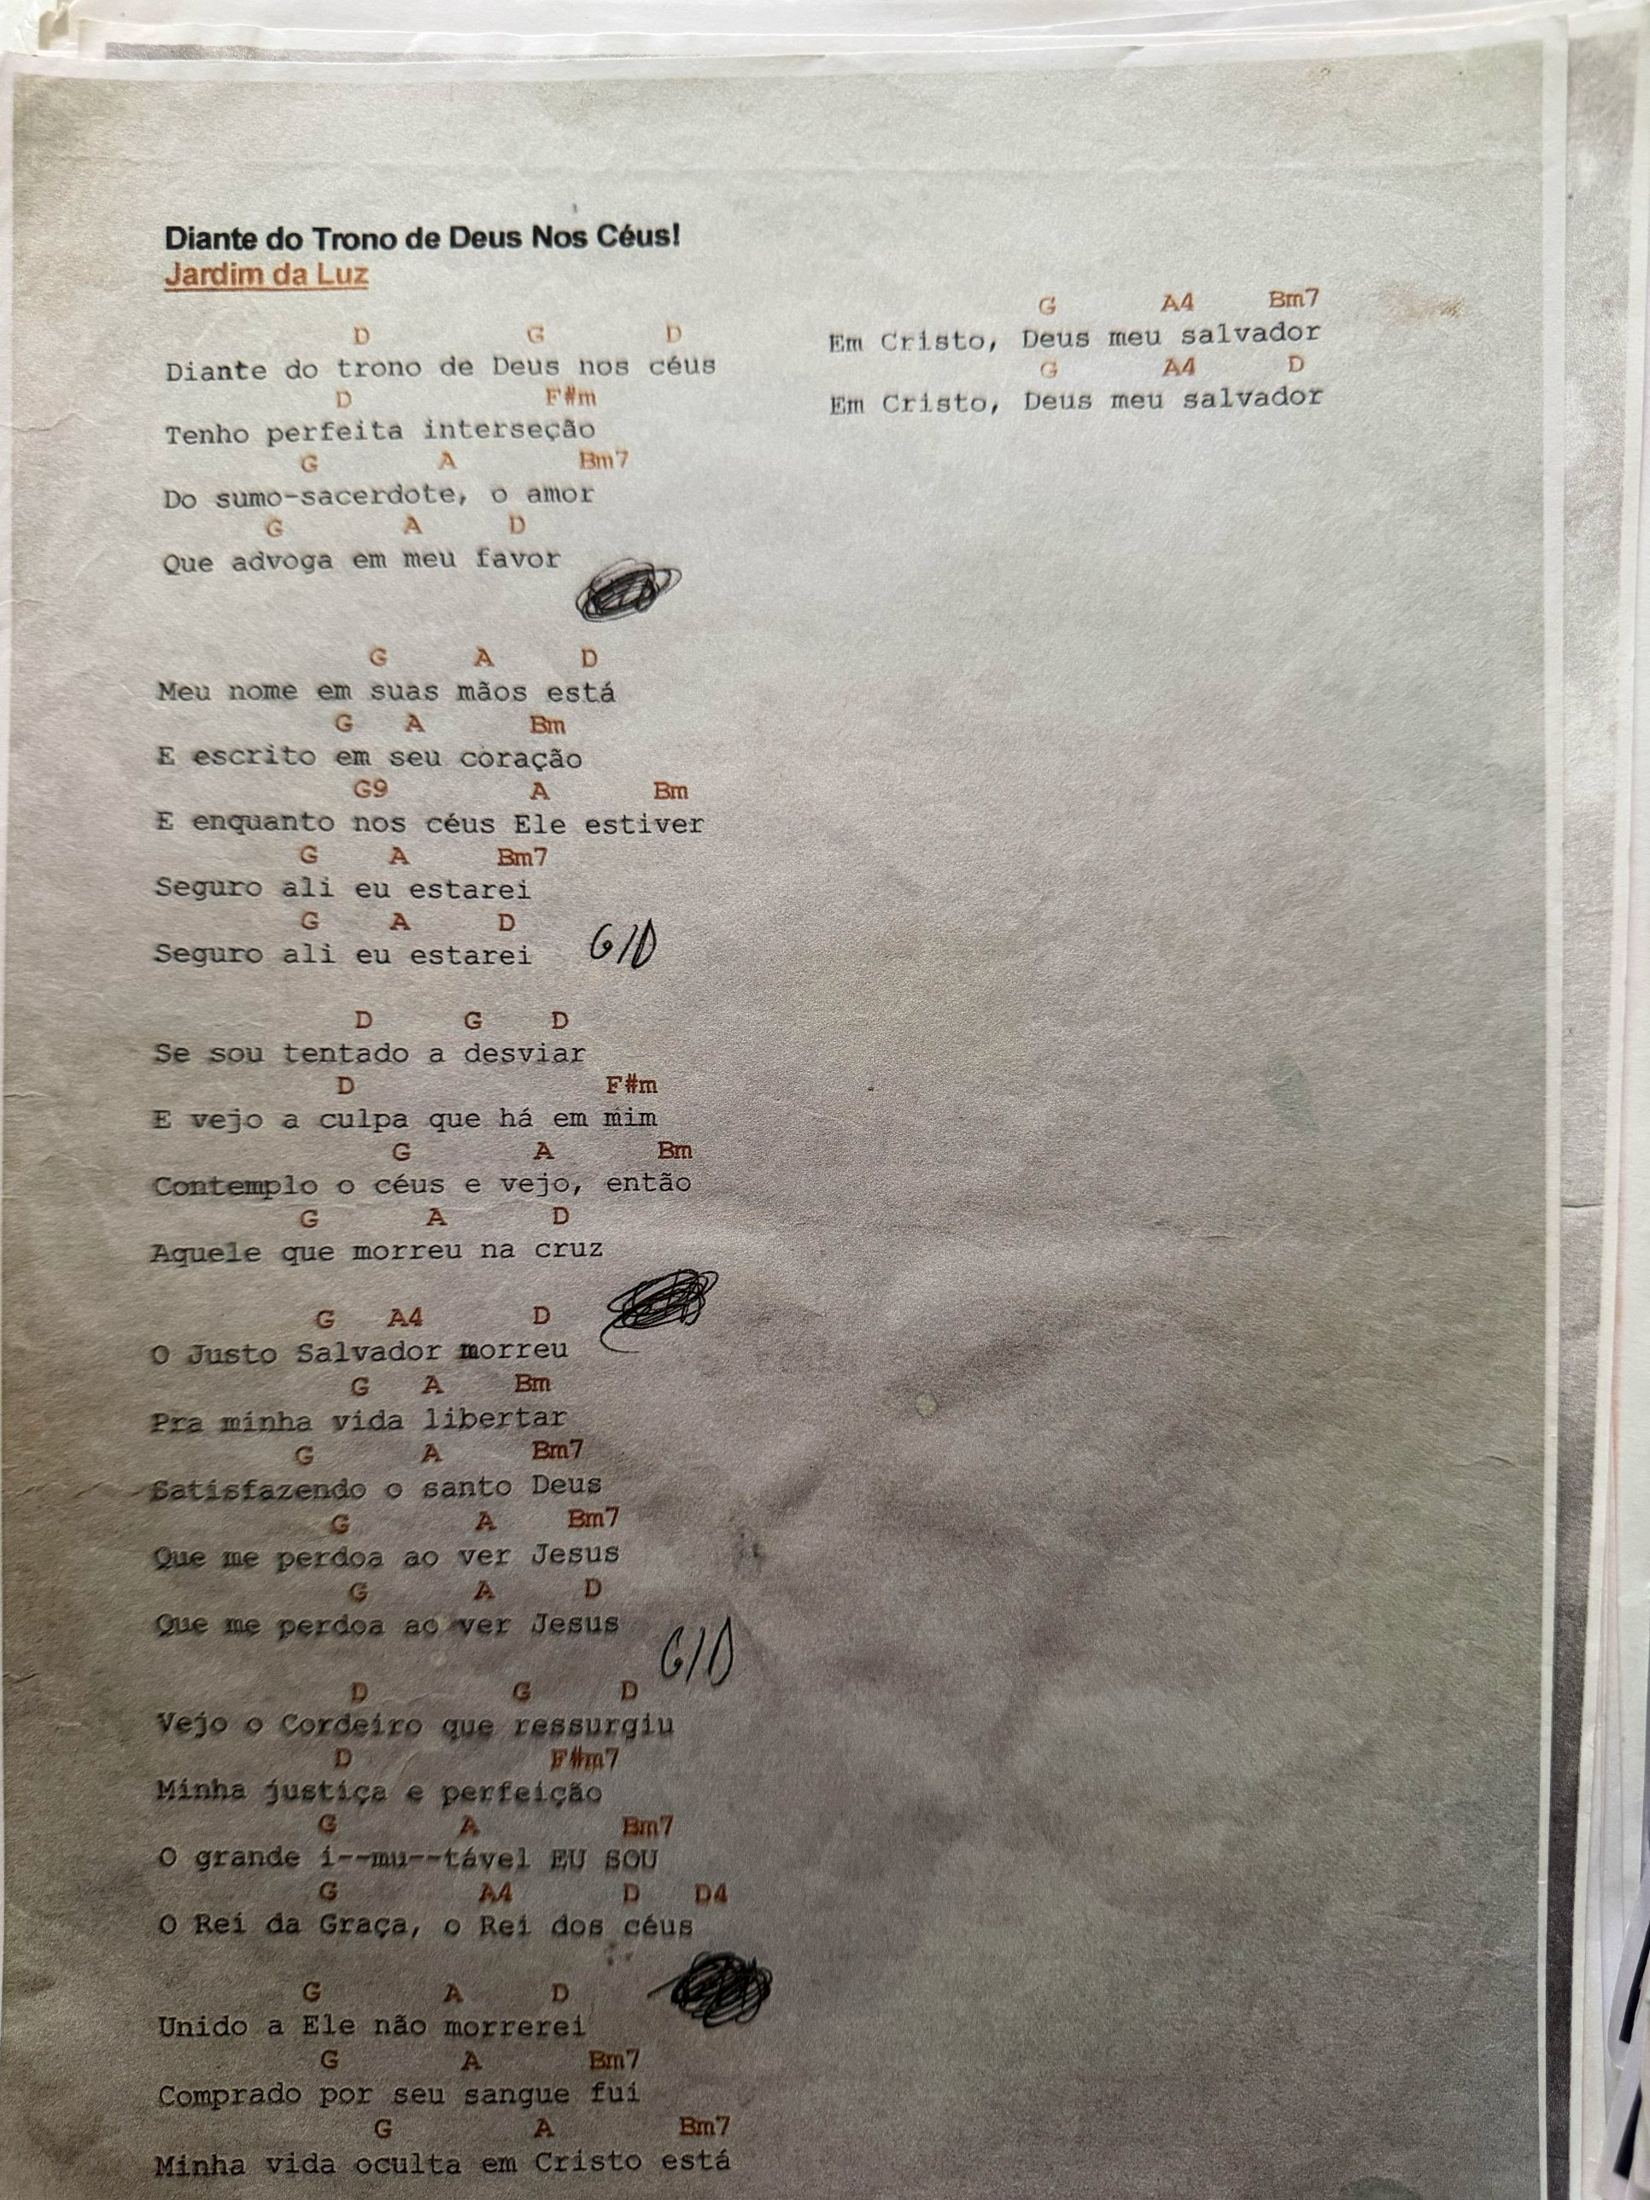 Diante do Trono de Deus Nos Céus!
Jardim da Luz
D G D
Diante do trono de Deus nos céus
D F#m
Tenho perfeita interseção
G A Bm7
Do sumo-sacerdote, o amor
G A D
Que advoga em meu favor
G A D
Meu nome em suas mãos está
G A Bm
E escrito em seu coração
G9 A Bm
E enquanto nos céus Ele estiver
G A Bm7
Seguro ali eu estarei
G A D
Seguro ali eu estarei G/D
D G D
Se sou tentado a desviar
D F#m
E vejo a culpa que há em mim
G A Bm
Contemplo o céus e vejo, então
G A D
Aquele que morreu na cruz
G A4 D
O Justo Salvador morreu
G A Bm
Pra minha vida libertar
G A Bm7
Satisfazendo o santo Deus
G A Bm7
Que me perdoa ao ver Jesus
G A D
Que me perdoa ao ver Jesus
G/D
D G D
Vejo o Cordeiro que ressurgiu
D F#m7
Minha justiça e perfeição
G A Bm7
O grande i--mu--tável EU SOU
G A4 D D4
O Rei da Graça, o Rei dos céus
G A D
Unido a Ele não morrerei
G A Bm7
Comprado por seu sangue fui
G A Bm7
Minha vida oculta em Cristo está
G A4 Bm7
Em Cristo, Deus meu salvador
G A4 D
Em Cristo, Deus meu salvador